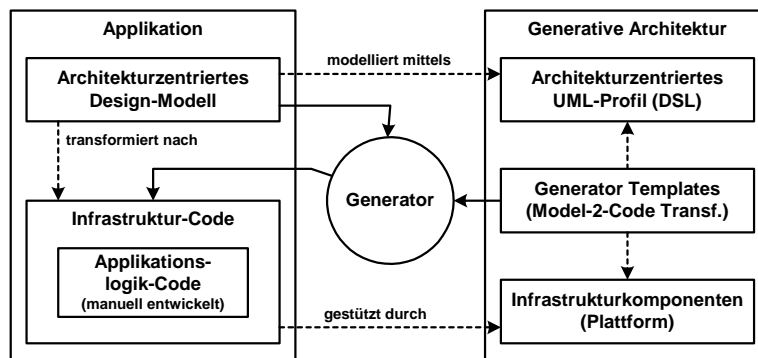 Applikation
Architekturzentriertes
Design-Modell
transformiert nach
Infrastruktur-Code
Applikations-
logik-Code
(manuell entwickelt)
modelliert mittels
Generator
gestützt durch
Generative Architektur
Architekturzentriertes
UML-Profil (DSL)
Generator Templates
(Model-2-Code Transf.)
Infrastrukturkomponenten
(Plattform)